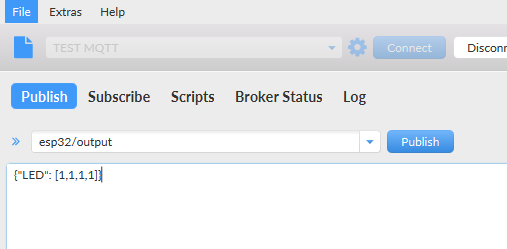 File Extras Help
TEST MQTT Connect Disconn
Publish Subscribe Scripts Broker Status Log
esp32/output Publish
{"LED": [1,1,1,1]}